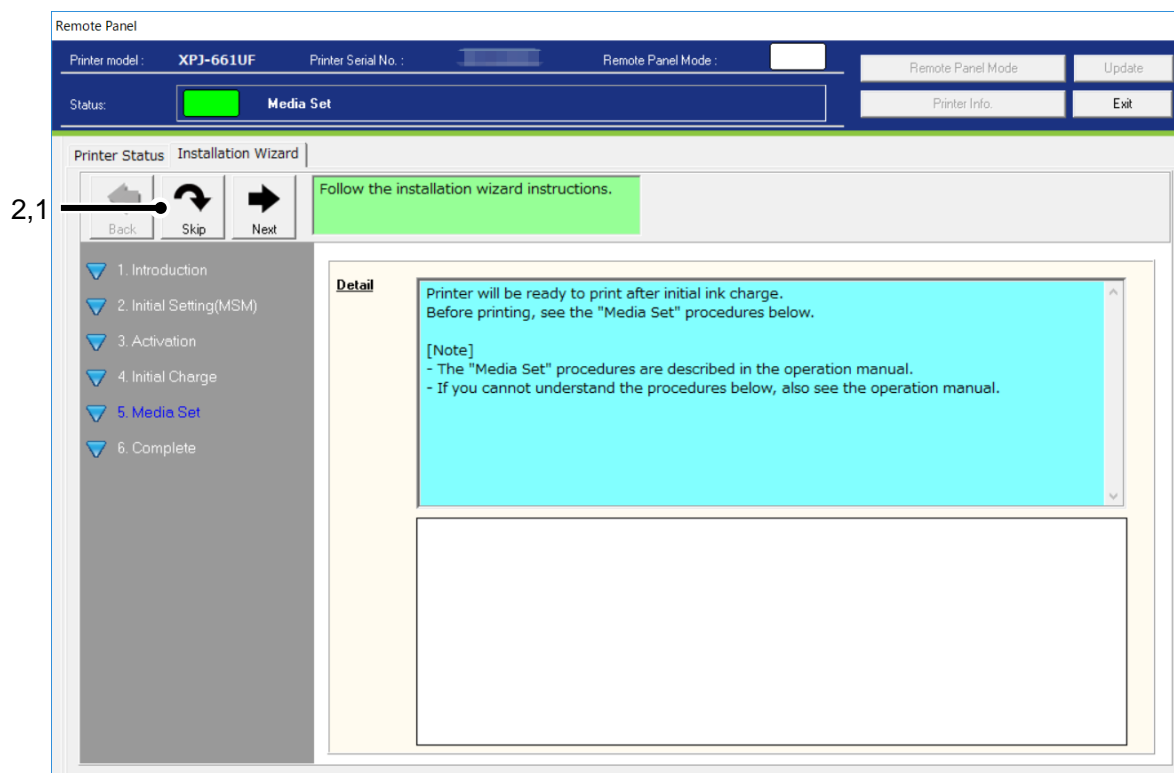 Remote Panel
Printer model : XPJ-661UF Printer Serial No. : Remote Panel Mode :
Remote Panel Mode Update
Status: Media Set
Printer Info. Exit
Printer Status Installation Wizard
2,1
Back Skip Next
Follow the installation wizard instructions.
1. Introduction
2. Initial Setting(MSM)
3. Activation
4. Initial Charge
5. Media Set
6. Complete
Detail
Printer will be ready to print after initial ink charge.
Before printing, see the "Media Set" procedures below.
[Note]
- The "Media Set" procedures are described in the operation manual.
- If you cannot understand the procedures below, also see the operation manual.